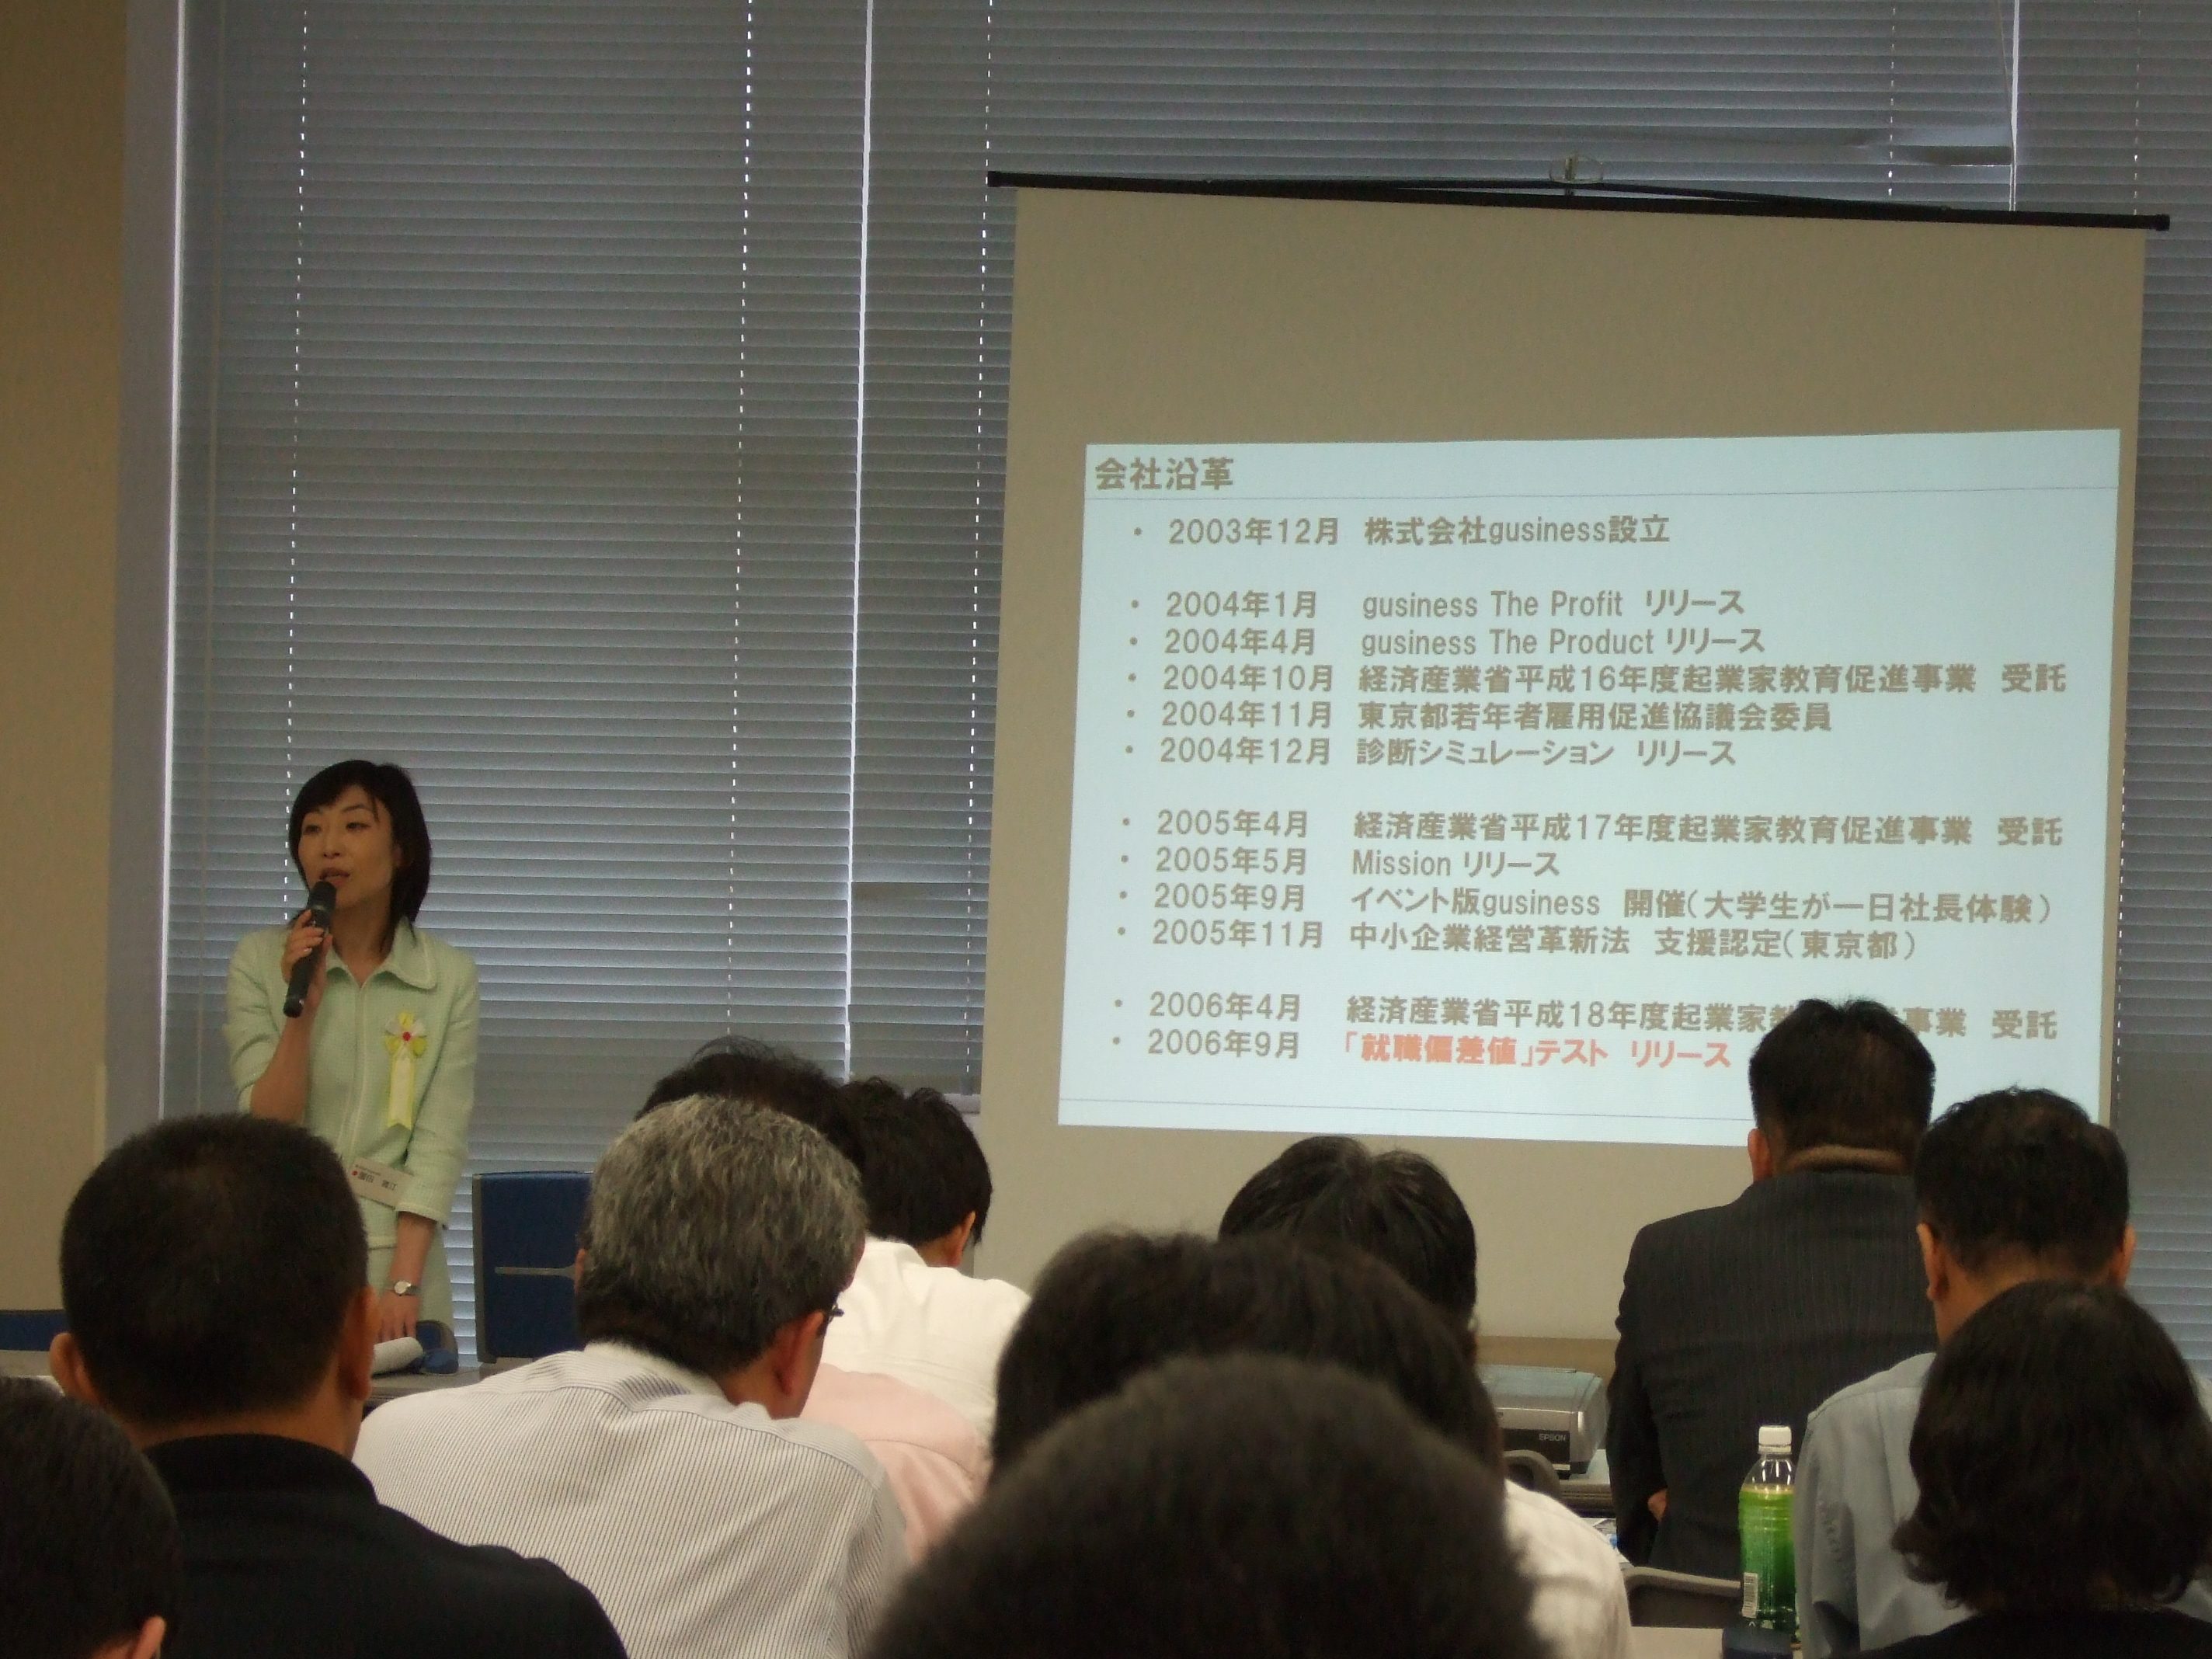 会社沿革
• 2003年12月 株式会社gusiness設立
• 2004年1月 gusiness The Profit リリース
• 2004年4月 gusiness The Product リリース
• 2004年10月 経済産業省平成16年度起業家教育促進事業 受託
• 2004年11月 東京都若年者雇用促進協議会委員
• 2004年12月 診断シミュレーション リリース
• 2005年4月 経済産業省平成17年度起業家教育促進事業 受託
• 2005年5月 Mission リリース
• 2005年9月 イベント版gusiness 開催(大学生が一日社長体験)
• 2005年11月 中小企業経営革新法 支援認定(東京都)
• 2006年4月 経済産業省平成18年度起業家 事業 受託
• 2006年9月 「就職偏差値」テスト リリース
EPSON